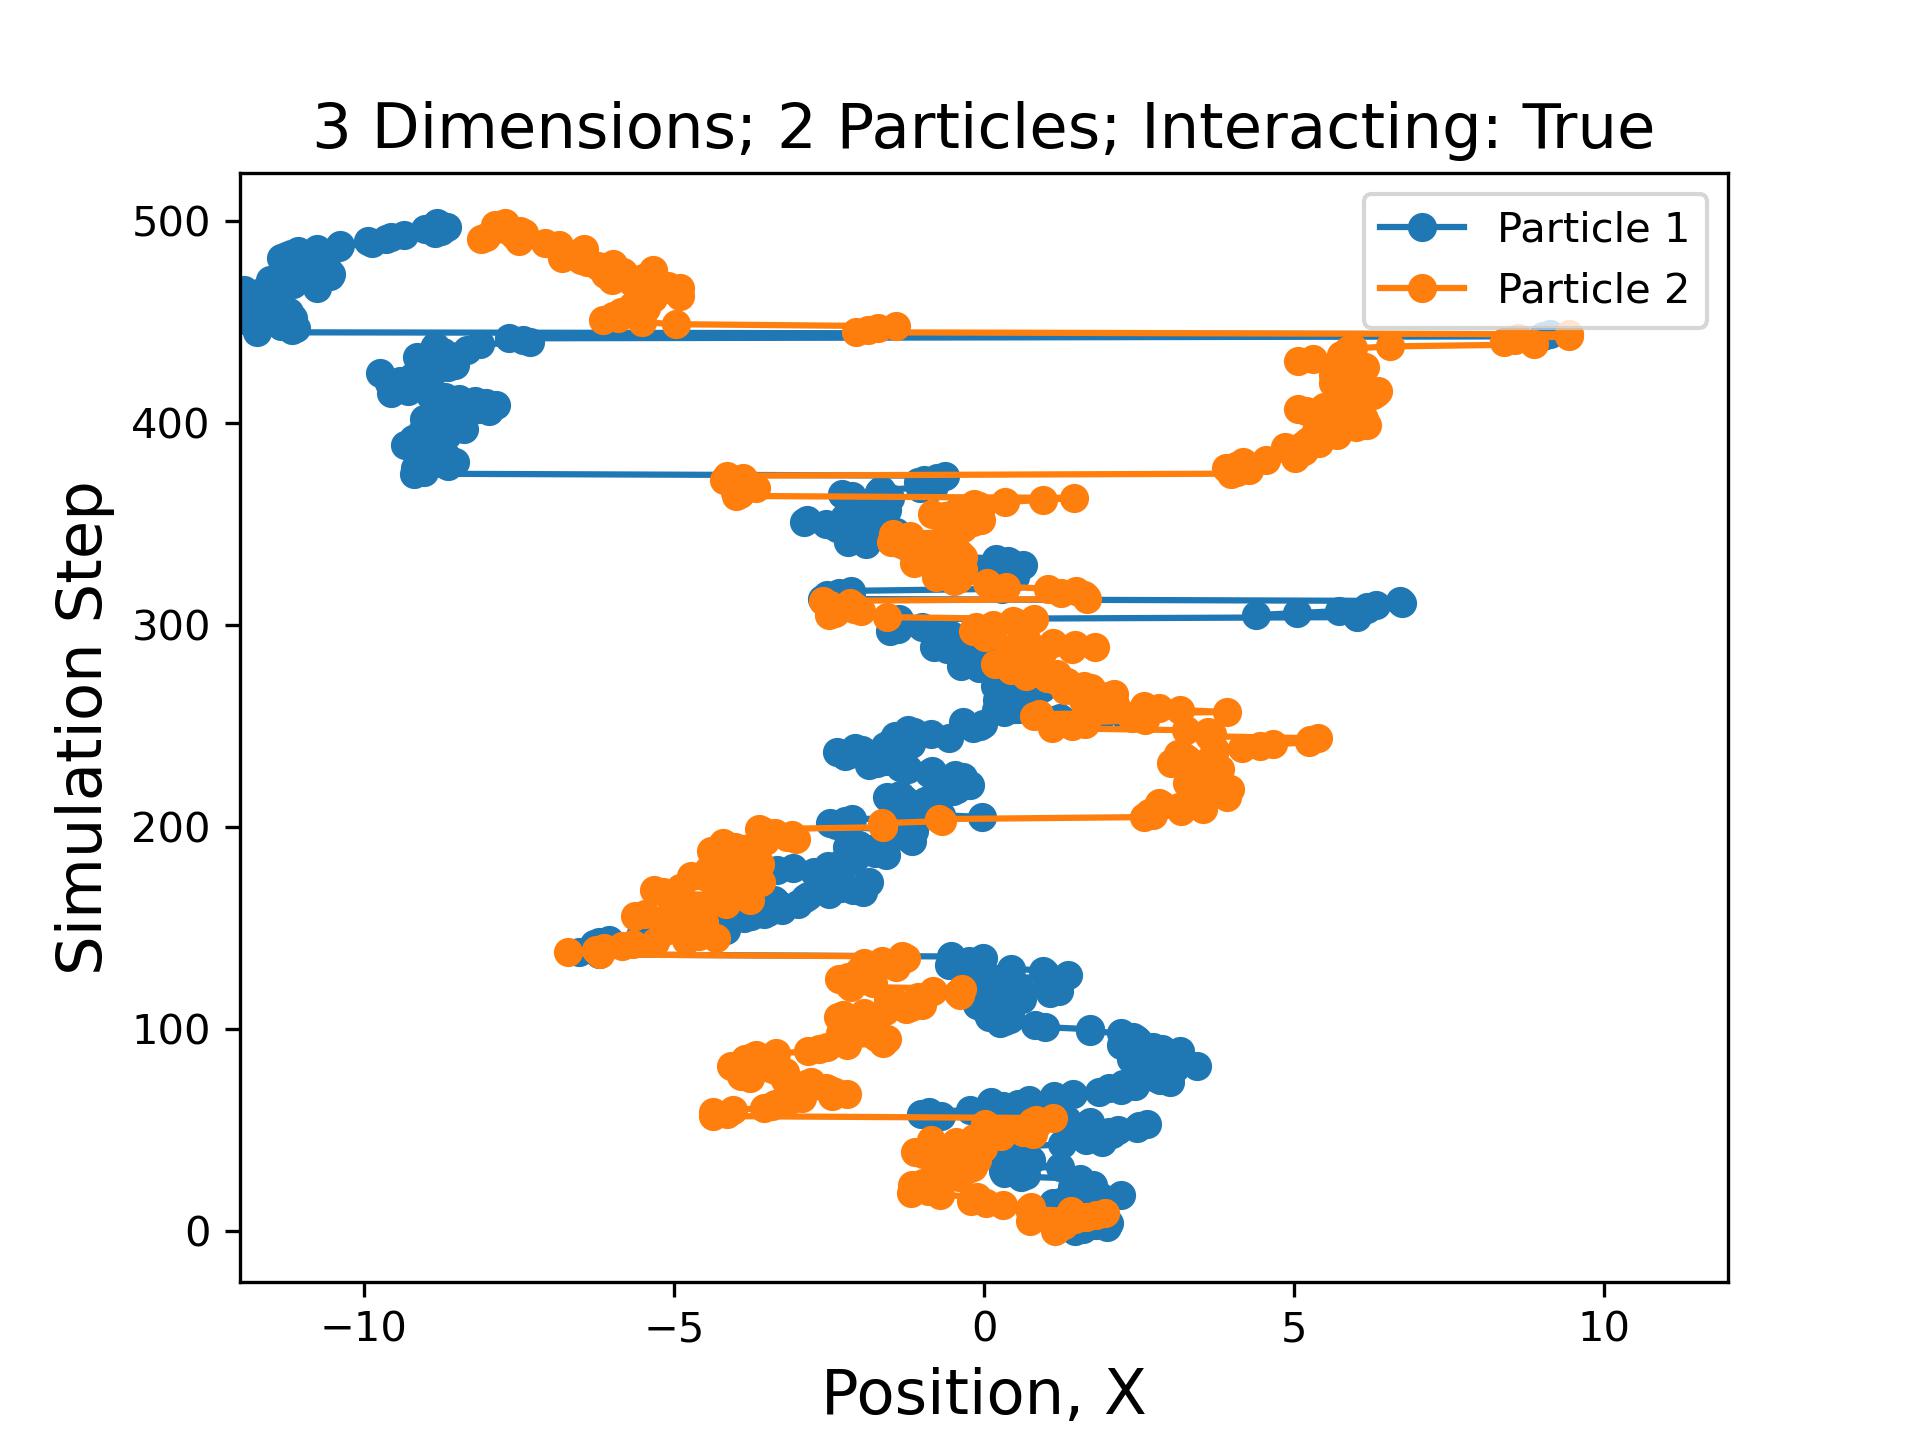 3 Dimensions; 2 Particles; Interacting: True
Particle 1
Particle 2
Simulation Step
500
400
300
200
100
0
−10
−5
0
5
10
Position, X